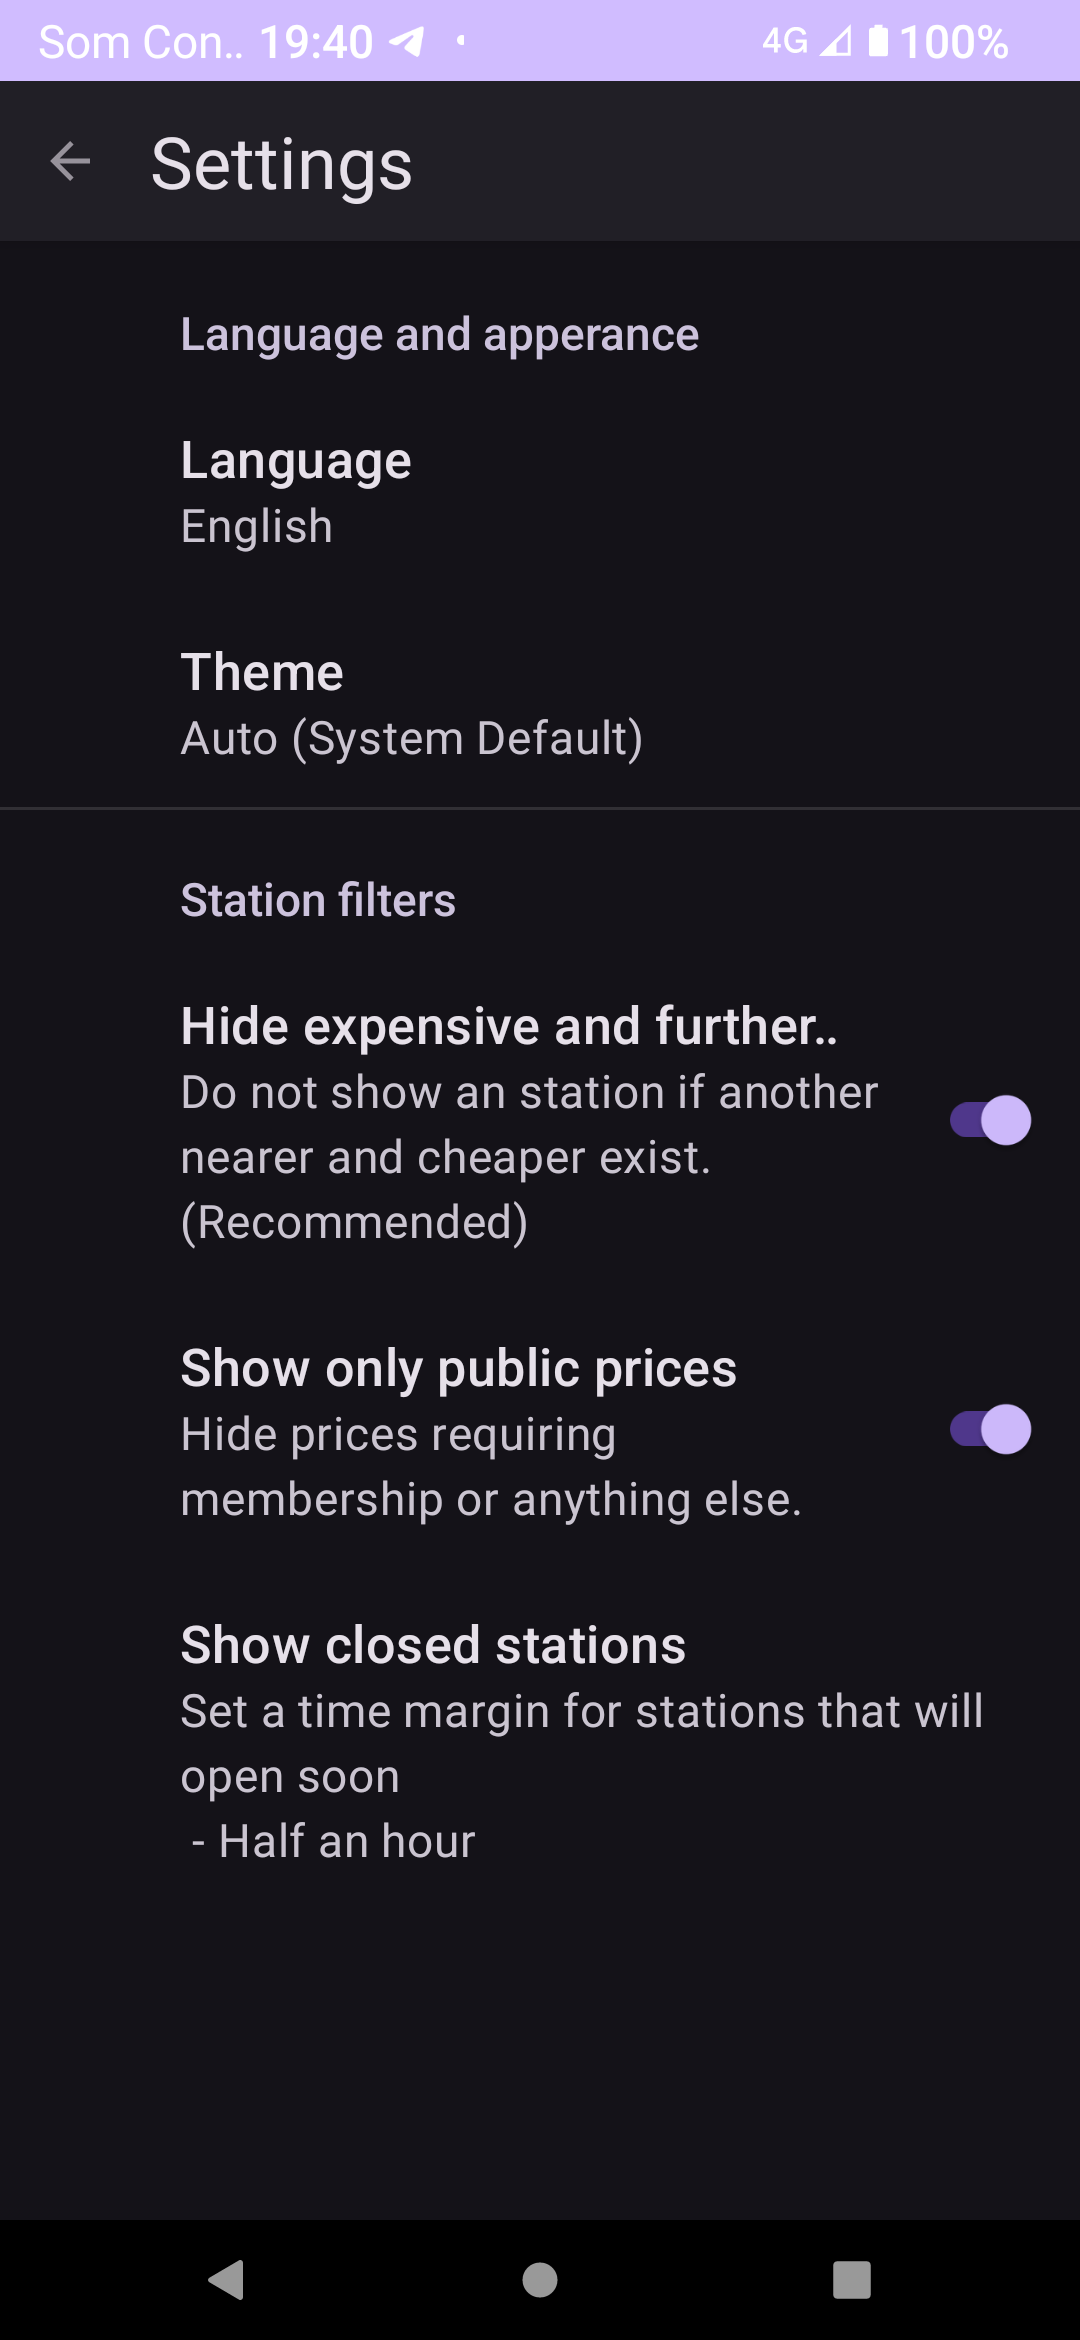 Som Con.. 19:40 4G 100%
Settings
Language and apperance
Language
English
Theme
Auto (System Default)
Station filters
Hide expensive and further..
Do not show an station if another
nearer and cheaper exist.
(Recommended)
Show only public prices
Hide prices requiring
membership or anything else.
Show closed stations
Set a time margin for stations that will
open soon
- Half an hour